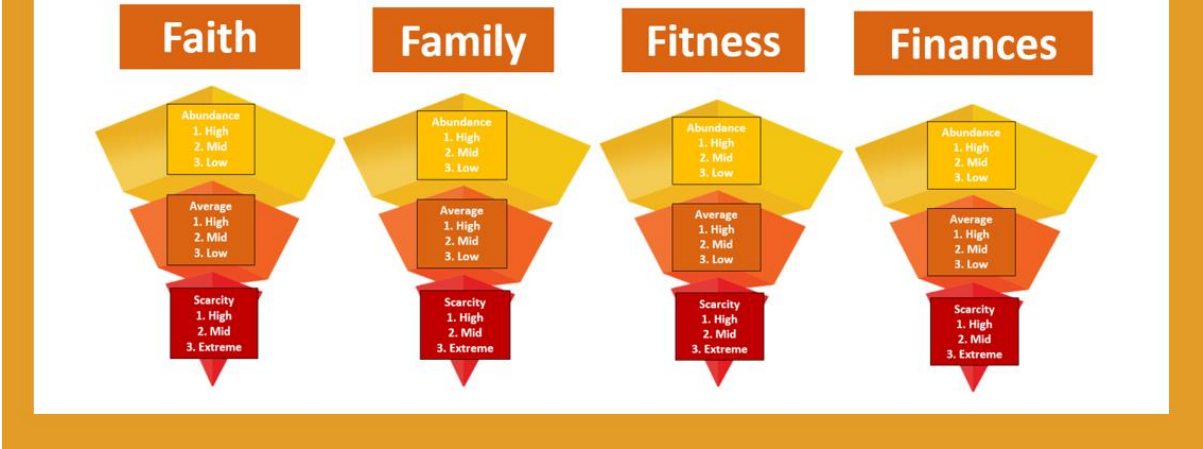 Faith
Abundance
1. High
2. Mid
3. Low
Average
1. High
2. Mid
3. Low
Scarcity
1. High
2. Mid
3. Extreme
Family
Abundance
1. High
2. Mid
3. Low
Average
1. High
2. Mid
3. Low
Scarcity
1. High
2. Mid
3. Extreme
Fitness
Abundance
1. High
2. Mid
3. Low
Average
1. High
2. Mid
3. Low
Scarcity
1. High
2. Mid
3. Extreme
Finances
Abundance
1. High
2. Mid
3. Low
Average
1. High
2. Mid
3. Low
Scarcity
1. High
2. Mid
3. Extreme